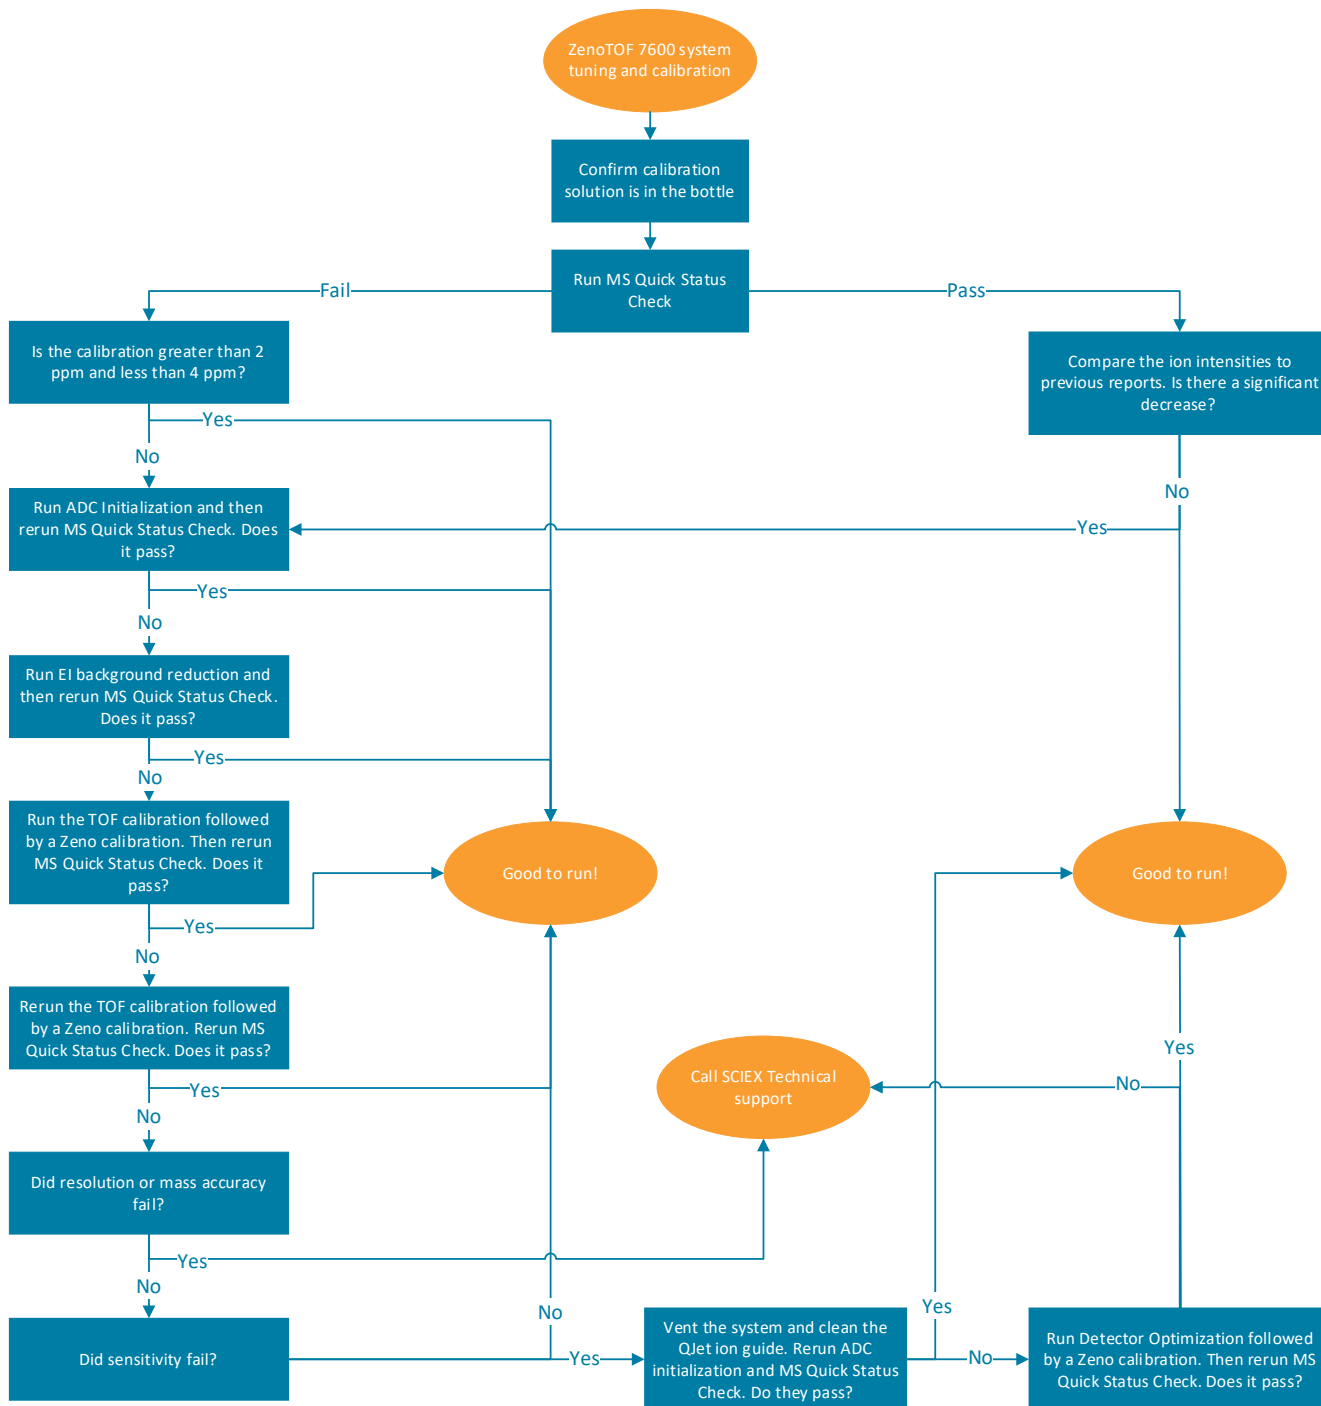 ZenoTOF 7600 system
tuning and calibration
Confirm calibration
solution is in the bottle
Run MS Quick Status
Check
Fail
Pass
Is the calibration greater than 2
ppm and less than 4 ppm?
Compare the ion intensities to
previous reports. Is there a significant
decrease?
Yes
No
No
Run ADC Initialization and then
rerun MS Quick Status Check. Does
it pass?
Yes
Yes
No
Run EI background reduction and
then rerun MS Quick Status Check.
Does it pass?
Yes
No
Run the TOF calibration followed
by a Zeno calibration. Then rerun
MS Quick Status Check. Does it
pass?
Good to run!
Good to run!
Yes
No
Rerun the TOF calibration followed
by a Zeno calibration. Rerun MS
Quick Status Check. Does it pass?
Yes
Call SCIEX Technical
support
No
Yes
No
Did resolution or mass accuracy
fail?
Yes
No
No
Yes
Did sensitivity fail?
Yes
Vent the system and clean the
QJet ion guide. Rerun ADC
initialization and MS Quick Status
Check. Do they pass?
No
Run Detector Optimization followed
by a Zeno calibration. Then rerun MS
Quick Status Check. Does it pass?